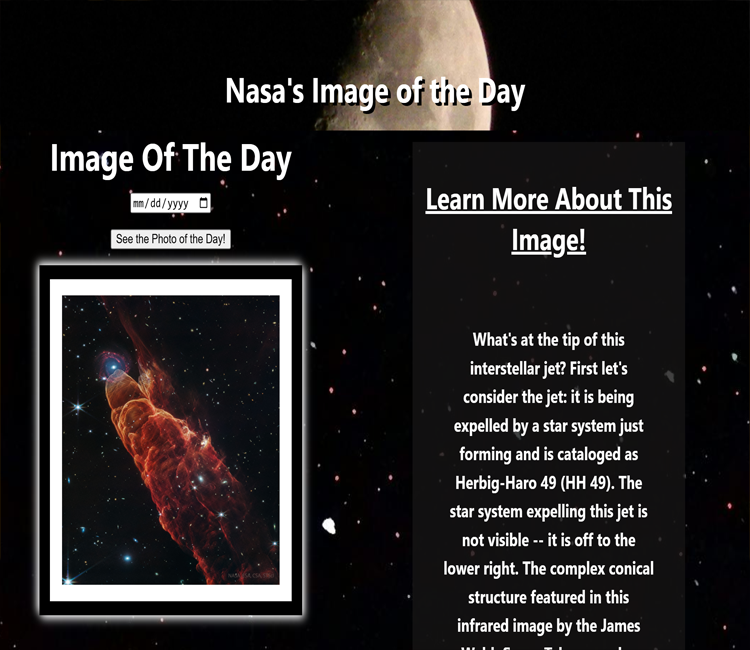 Nasa's Image of the Day
Image Of The Day
mm/dd/yyyy
See the Photo of the Day!
Learn More About This
Image!
What's at the tip of this
interstellar jet? First let's
consider the jet: it is being
expelled by a star system just
forming and is cataloged as
Herbig-Haro 49 (HH 49). The
star system expelling this jet is
not visible -- it is off to the
lower right. The complex conical
structure featured in this
infrared image by the James